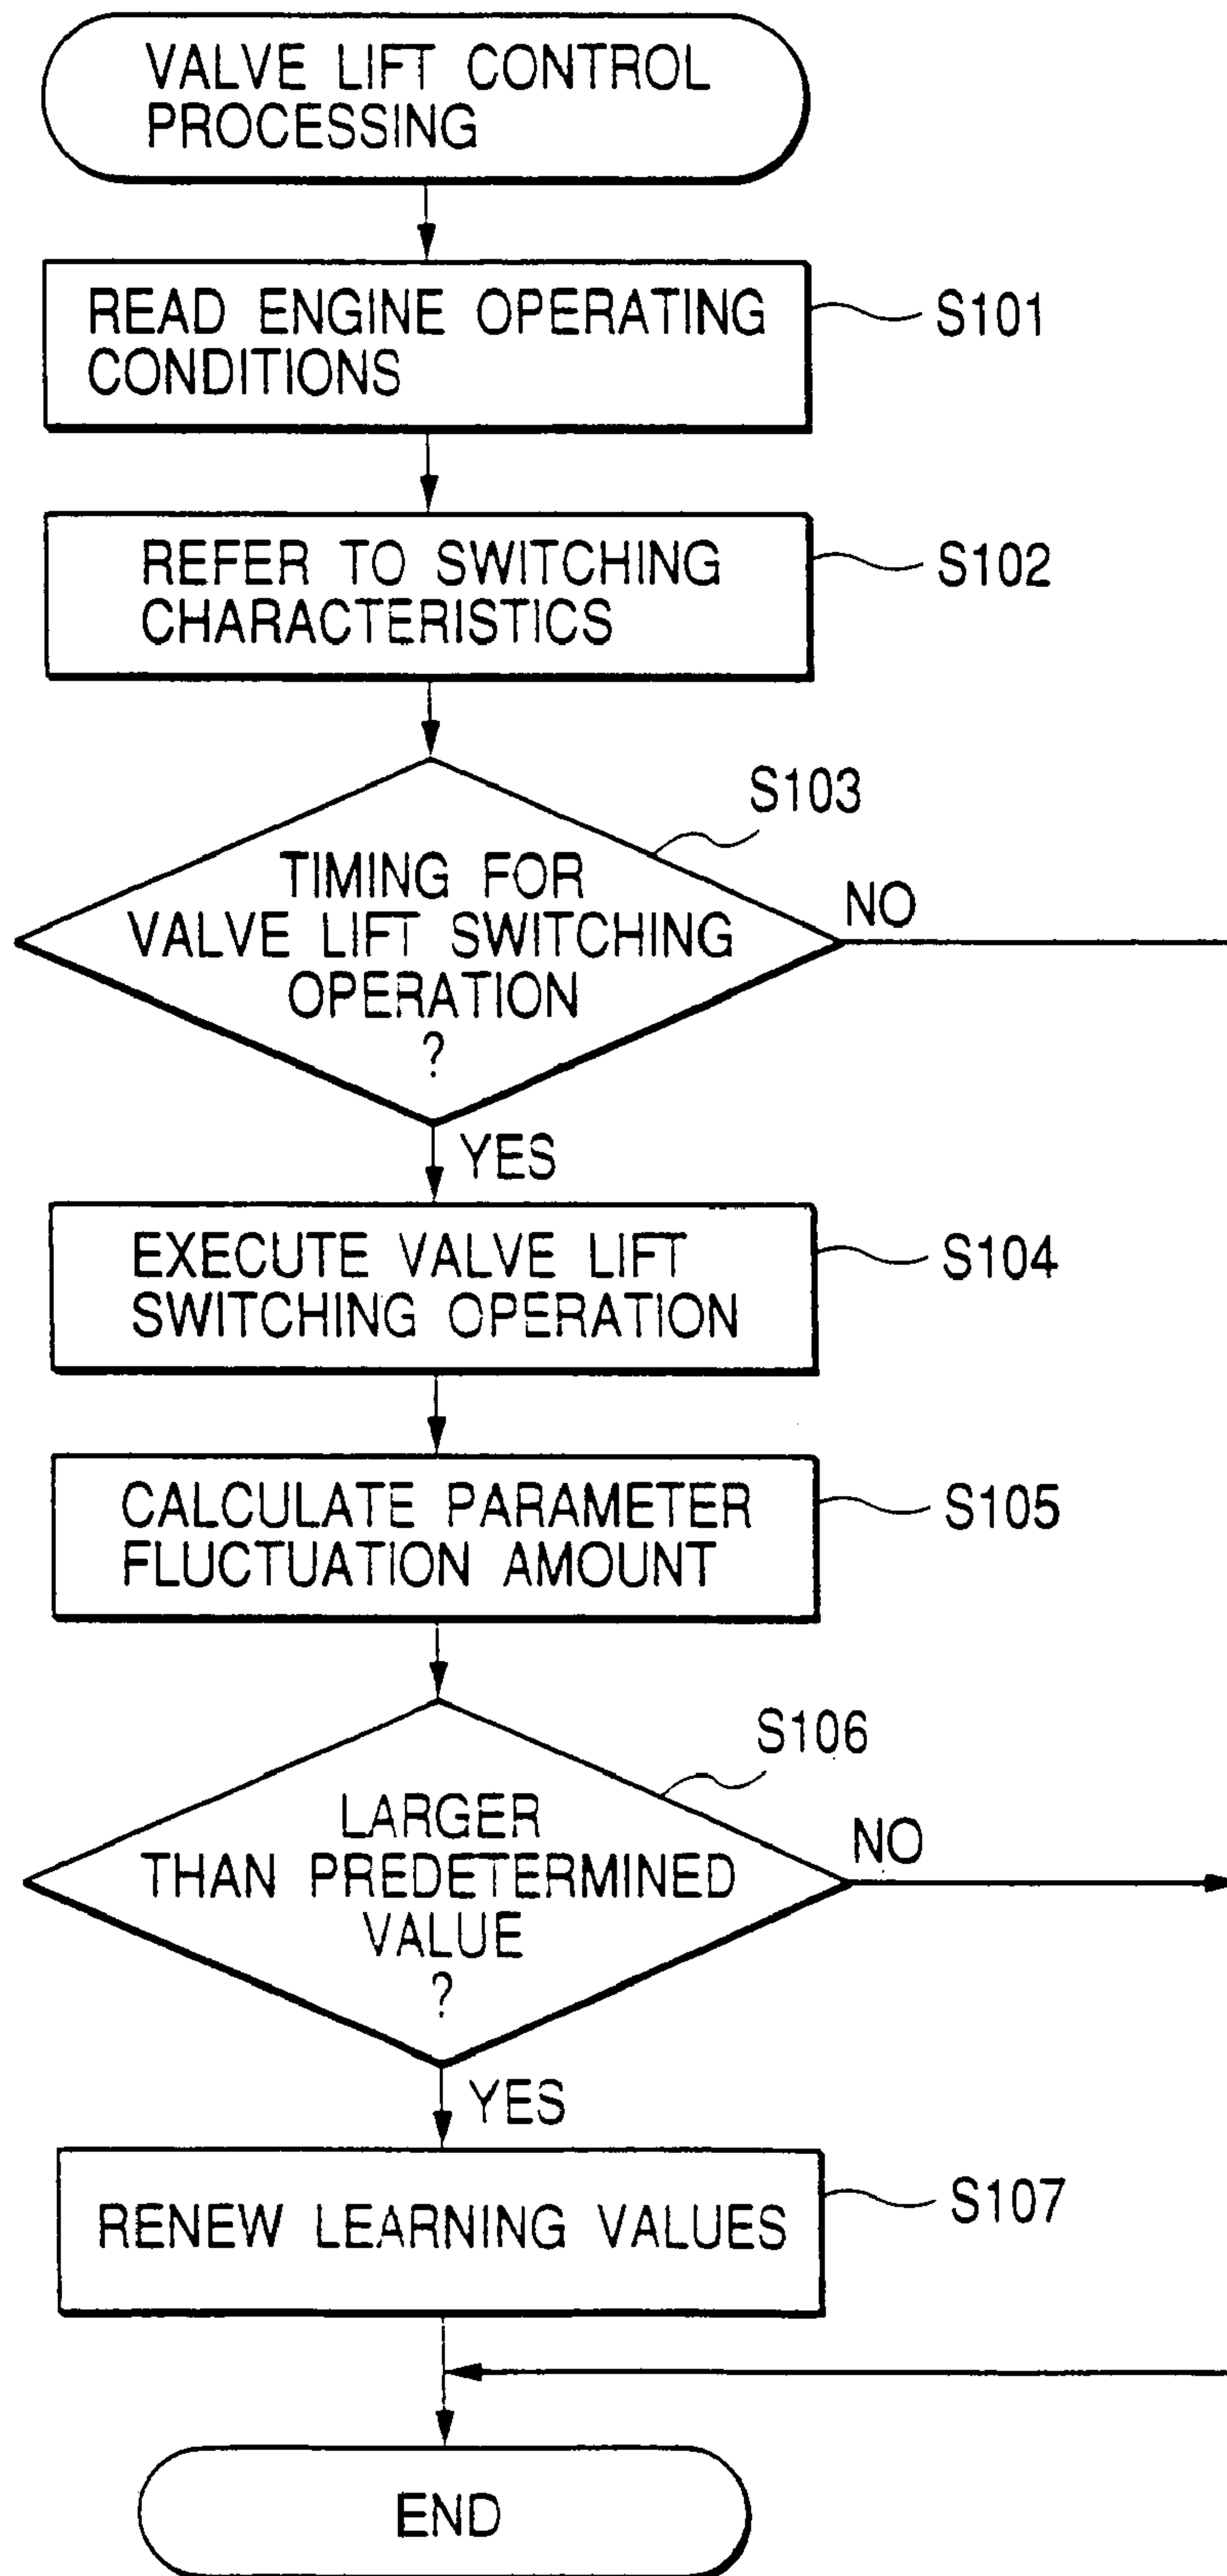 VALVE LIFT CONTROL
PROCESSING
READ ENGINE OPERATING
CONDITIONS
S101
REFER TO SWITCHING
CHARACTERISTICS
S102
S103
TIMING FOR
VALVE LIFT SWITCHING
OPERATION
?
NO
YES
EXECUTE VALVE LIFT
SWITCHING OPERATION
S104
CALCULATE PARAMETER
FLUCTUATION AMOUNT
S105
S106
LARGER
THAN PREDETERMINED
VALUE
?
NO
YES
RENEW LEARNING VALUES
S107
END